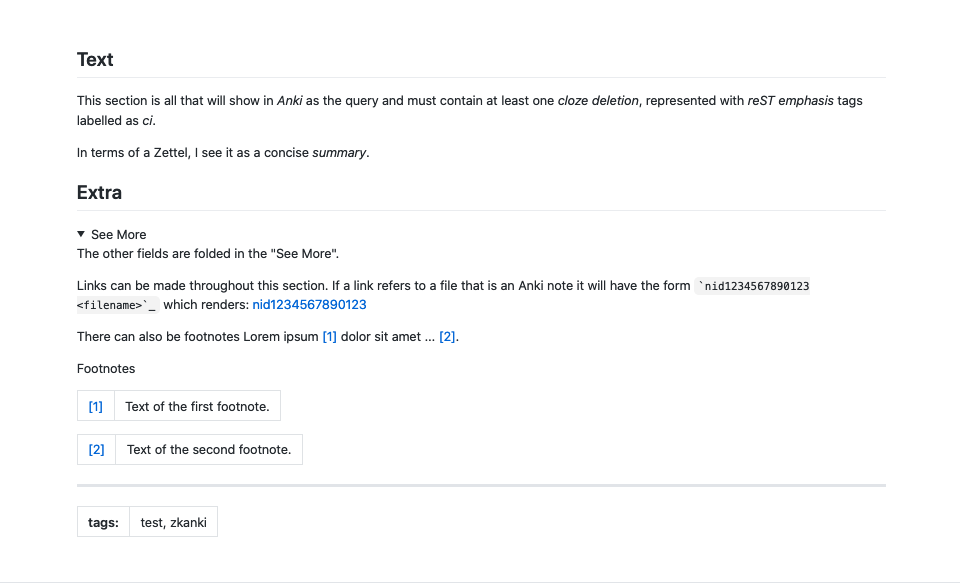 Text
This section is all that will show in Anki as the query and must contain at least one cloze deletion, represented with reST emphasis tags
labelled as ci.
In terms of a Zettel, I see it as a concise summary.
Extra
▼ See More
The other fields are folded in the "See More".
Links can be made throughout this section. If a link refers to a file that is an Anki note it will have the form `nid1234567890123
<filename>`_ which renders: nid1234567890123
There can also be footnotes Lorem ipsum [1] dolor sit amet ... [2].
Footnotes
[1] Text of the first footnote.
[2] Text of the second footnote.
tags: test, zkanki